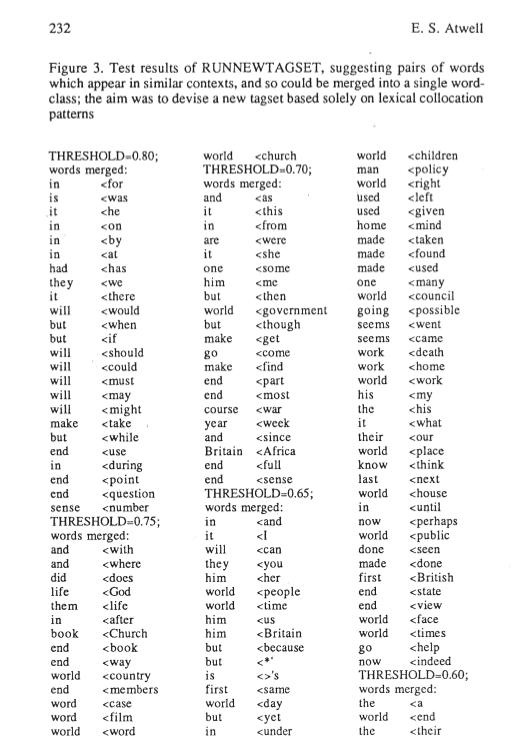 232
E. S. Atwell
Figure 3. Test results of RUNNEWTAGSET, suggesting pairs of words
which appear in similar contexts, and so could be merged into a single word-
class; the aim was to devise a new tagset based solely on lexical collocation
patterns
THRESHOLD=0.80;
words merged:
in <for
is <was
it <he
in <on
in <by
in <at
had <has
they <we
it <there
will <would
but <when
but <if
will <should
will <could
will <must
will <may
will <might
make <take
but <while
end <use
in <during
end <point
end <question
sense <number
THRESHOLD=0.75;
words merged:
and <with
and <where
did <does
life <God
them <life
in <after
book <Church
end <book
end <way
world <country
end <members
word <case
word <film
world <word
world <church
THRESHOLD=0.70;
words merged:
and <as
it <this
in <from
are <were
it <she
one <some
him <me
but <then
world <government
but <though
make <get
go <come
make <find
end <part
end <most
course <war
year <week
and <since
Britain <Africa
end <full
end <sense
THRESHOLD=0.65;
words merged:
in <and
it <I
will <can
they <you
him <her
world <people
world <time
him <us
him <Britain
but <because
but <*'
is <>'s
first <same
world <day
but <yet
in <under
world <children
man <policy
world <right
used <left
used <given
home <mind
made <taken
made <found
made <used
one <many
world <council
going <possible
seems <went
seems <came
work <death
work <home
world <work
his <my
the <his
it <what
their <our
world <place
know <think
last <next
world <house
in <until
now <perhaps
world <public
done <seen
made <done
first <British
end <state
end <view
world <face
world <times
go <help
now <indeed
THRESHOLD=0.60;
words merged:
the <a
world <end
the <their